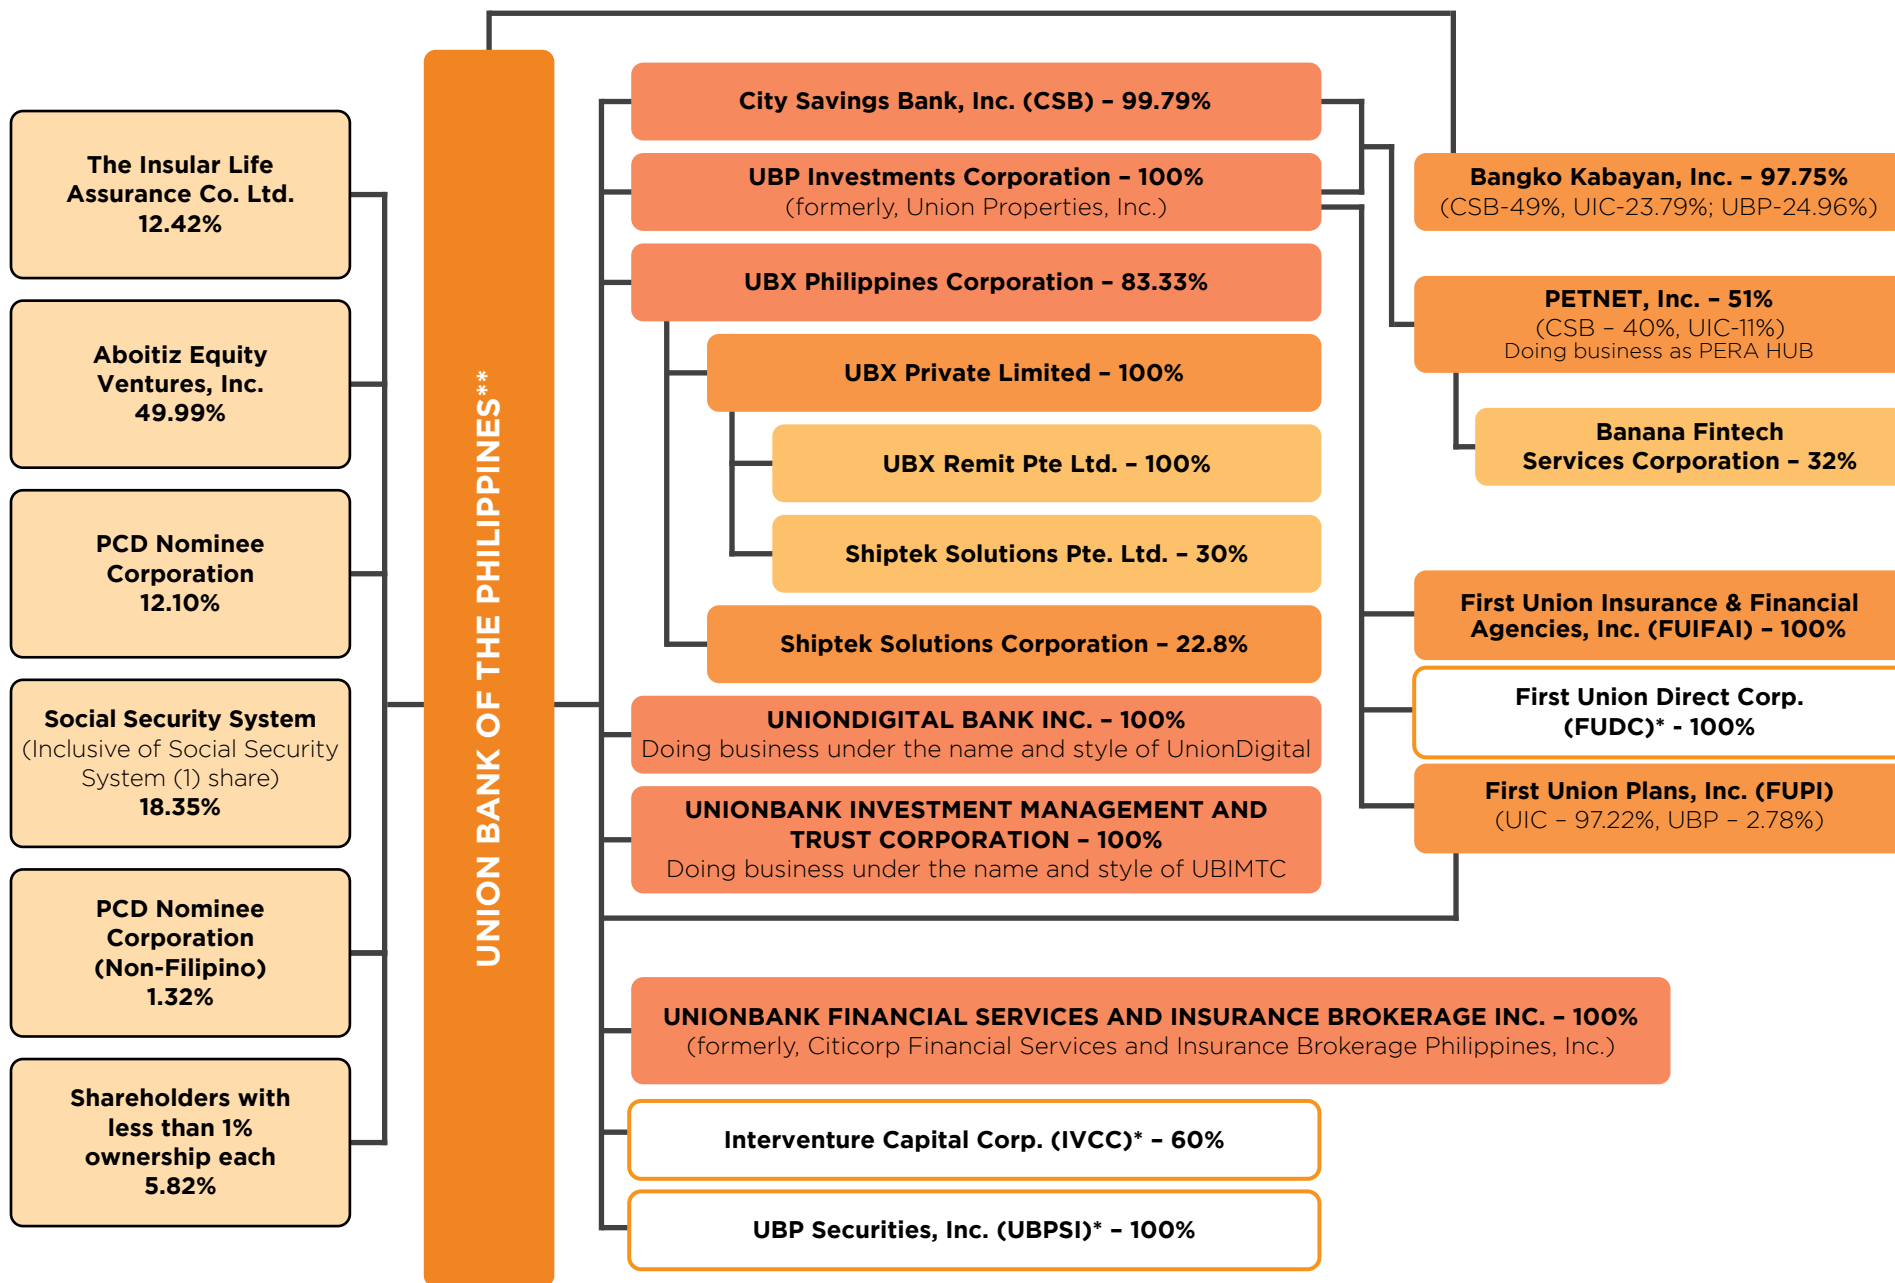 The Insular Life
Assurance Co. Ltd.
12.42%
Aboitiz Equity
Ventures, Inc.
49.99%
PCD Nominee
Corporation
12.10%
Social Security System
(Inclusive of Social Security
System (1) share)
18.35%
PCD Nominee
Corporation
(Non-Filipino)
1.32%
Shareholders with
less than 1%
ownership each
5.82%
UNION BANK OF THE PHILIPPINES**
City Savings Bank, Inc. (CSB) – 99.79%
UBP Investments Corporation – 100%
(formerly, Union Properties, Inc.)
UBX Philippines Corporation – 83.33%
UBX Private Limited – 100%
UBX Remit Pte Ltd. – 100%
Shiptek Solutions Pte. Ltd. – 30%
Shiptek Solutions Corporation – 22.8%
UNIONDIGITAL BANK INC. – 100%
Doing business under the name and style of UnionDigital
UNIONBANK INVESTMENT MANAGEMENT AND
TRUST CORPORATION – 100%
Doing business under the name and style of UBIMTC
UNIONBANK FINANCIAL SERVICES AND INSURANCE BROKERAGE INC. – 100%
(formerly, Citicorp Financial Services and Insurance Brokerage Philippines, Inc.)
Interventure Capital Corp. (IVCC)* – 60%
UBP Securities, Inc. (UBPSI)* – 100%
Bangko Kabayan, Inc. – 97.75%
(CSB-49%, UIC-23.79%; UBP-24.96%)
PETNET, Inc. – 51%
(CSB – 40%, UIC-11%)
Doing business as PERA HUB
Banana Fintech
Services Corporation – 32%
First Union Insurance & Financial
Agencies, Inc. (FUIFAI) – 100%
First Union Direct Corp.
(FUDC)* - 100%
First Union Plans, Inc. (FUPI)
(UIC – 97.22%, UBP – 2.78%)